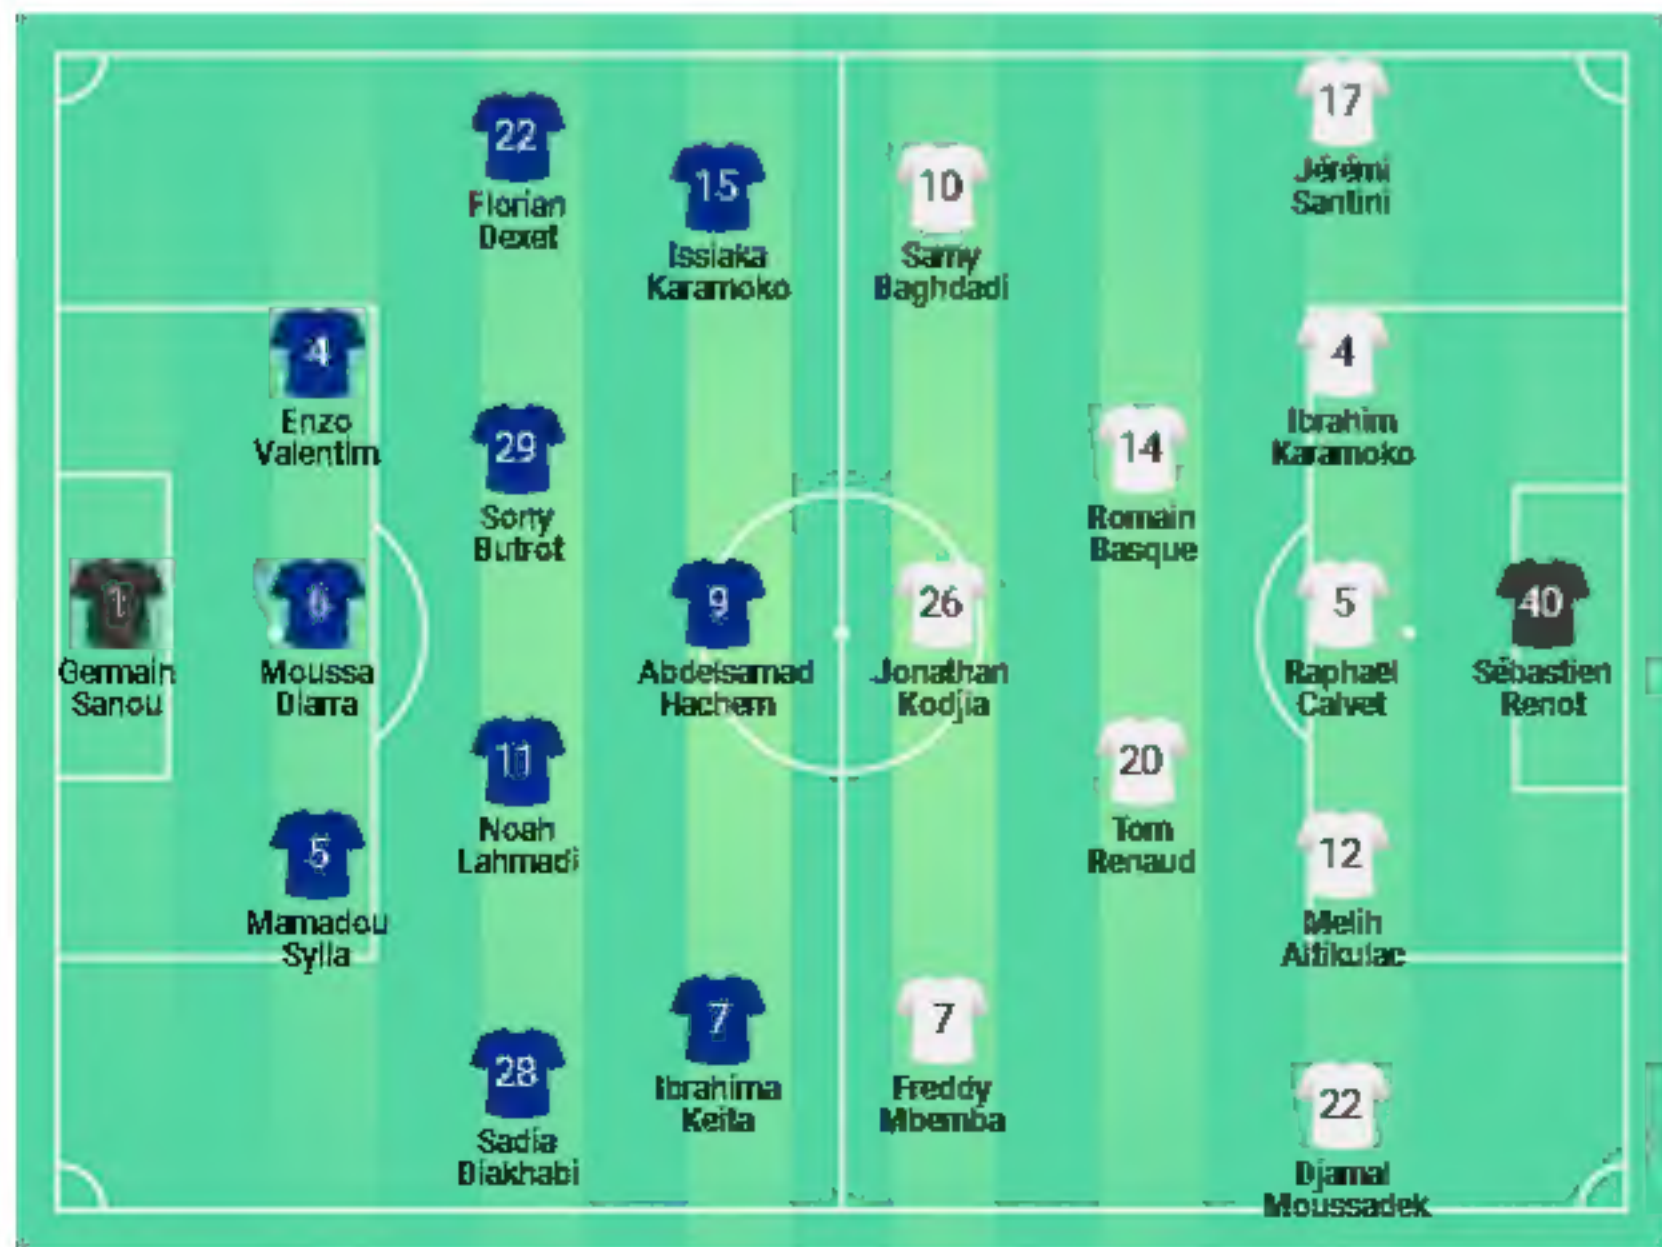 22
Florian
Dexet
15
Issiaka
Karamoko
4
Enzo
Valentim
29
Sory
Butrot
1
Germain
Sanou
6
Moussa
Diarra
9
Abdelsamad
Hachem
11
Noah
Lahmadi
5
Mamadou
Sylla
7
Ibrahima
Keita
28
Sadia
Diakhabi
10
Samy
Baghdadi
17
Jérémi
Santini
4
Ibrahim
Karamoko
14
Romain
Basque
26
Jonathan
Kodjia
5
Raphael
Calvet
40
Sébastien
Renot
20
Tom
Renaud
12
Melih
Altikulac
7
Freddy
Mbemba
22
Djamal
Moussadek